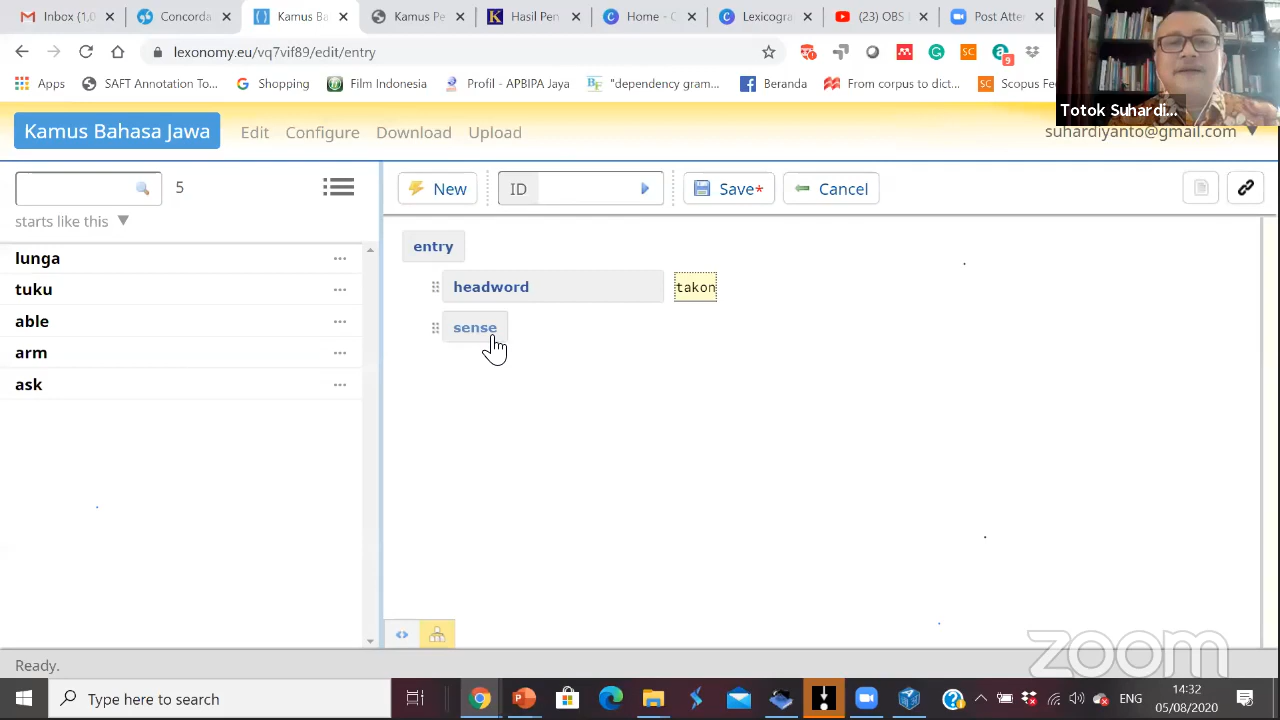 Inbox (1.0
Concorda
Kamus Ba
Kamus Pe
Hasil Pen
Home - C
Lexicogra
(23) OBS
Post Atten
lexonomy.eu/vq7vif89/edit/entry
9
Apps
SAFT Annotation To...
Shopping
Film Indonesia
Profil - APBIPA Jaya
"dependency gram...
Beranda
From corpus to dict...
Scopus Fee
Totok Suhardi...
Kamus Bahasa Jawa
Edit
Configure
Download
Upload
suhardiyanto@gmail.com
5
New
ID
Save*
Cancel
starts like this
entry
lunga
headword
takon
tuku
able
sense
arm
ask
Ready.
zoom
Type here to search
ENG
14:32
05/08/2020